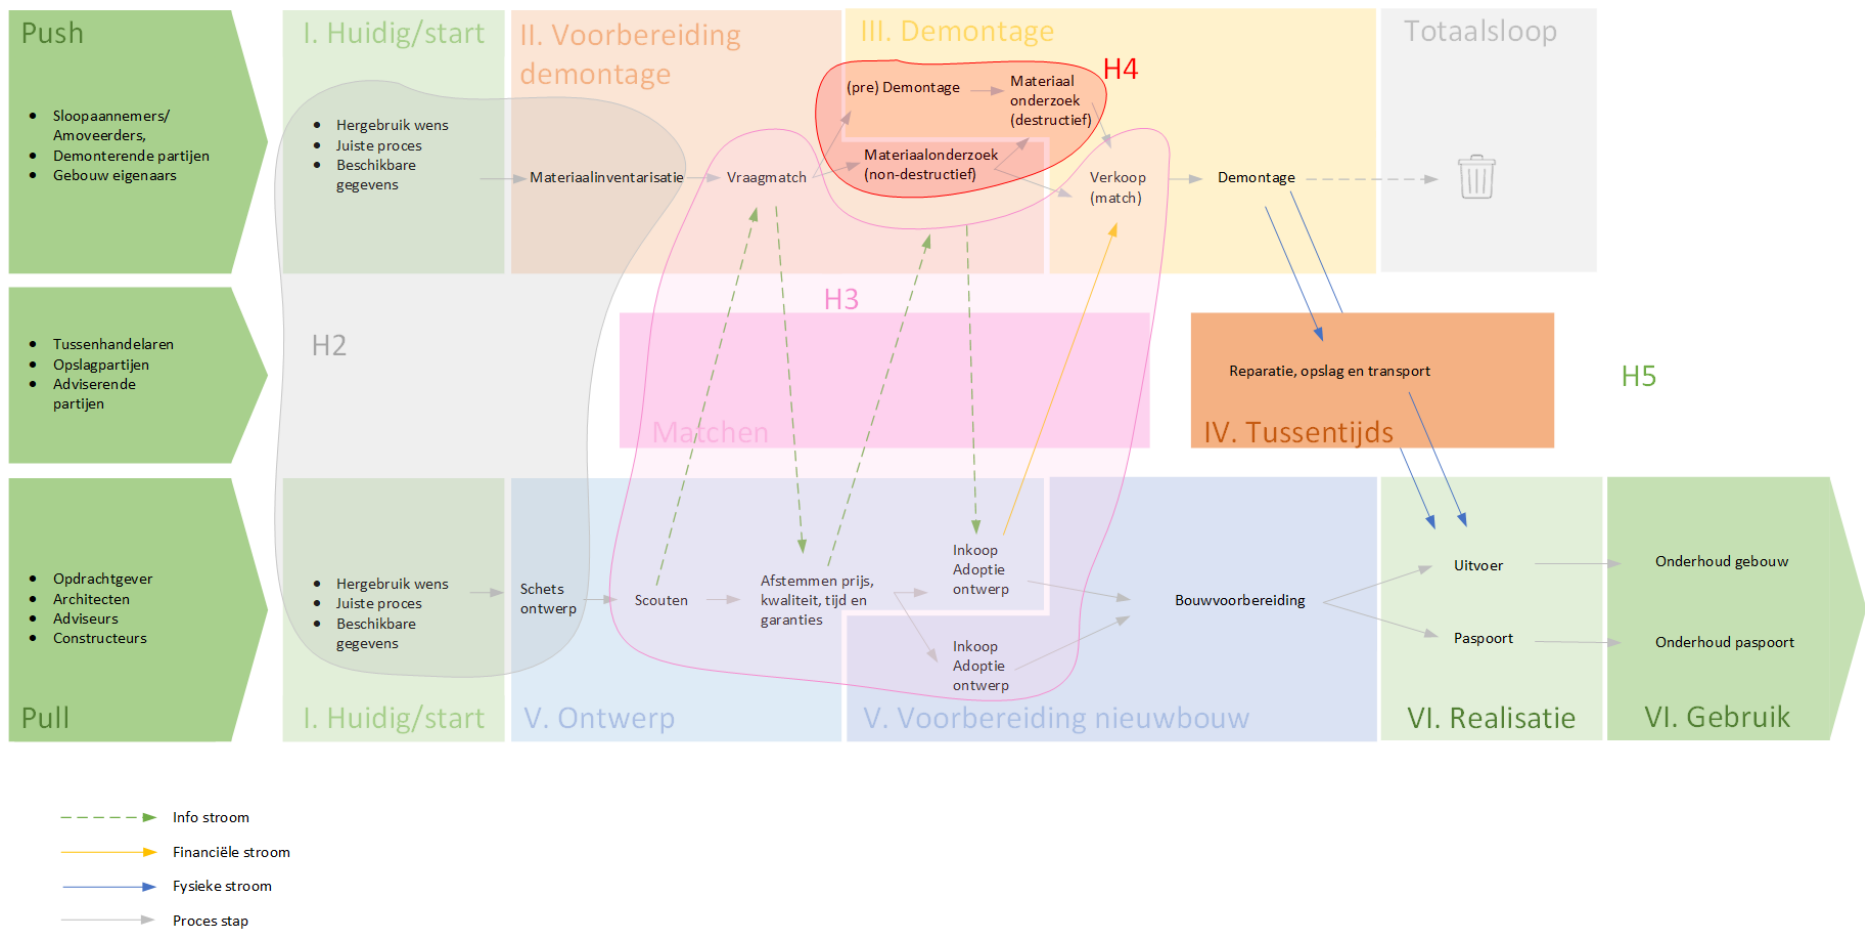 Push
Sloopaannemers/
Amoveerders,
Demonterende partijen
Gebouw eigenaars
I. Huidig/start
Hergebruik wens
Juiste proces
Beschikbare
gegevens
II. Voorbereiding
demontage
Materiaalinventarisatie
Vraagmatch
III. Demontage
H4
(pre) Demontage
Materiaal
onderzoek
(destructief)
Materiaalonderzoek
(non-destructief)
Verkoop
(match)
Demontage
Totaalsloop
Tussenhandelaren
Opslagpartijen
Adviserende
partijen
H2
H3
Matchen
Reparatie, opslag en transport
IV. Tussentijds
H5
Opdrachtgever
Architecten
Adviseurs
Constructeurs
Pull
Hergebruik wens
Juiste proces
Beschikbare
gegevens
I. Huidig/start
Schets
ontwerp
Scouten
Afstemmen prijs,
kwaliteit, tijd en
garanties
V. Ontwerp
Inkoop
Adoptie
ontwerp
Inkoop
Adoptie
ontwerp
Bouwvoorbereiding
V. Voorbereiding nieuwbouw
Uitvoer
Paspoort
VI. Realisatie
Onderhoud gebouw
Onderhoud paspoort
VI. Gebruik
Info stroom
Financiële stroom
Fysieke stroom
Proces stap